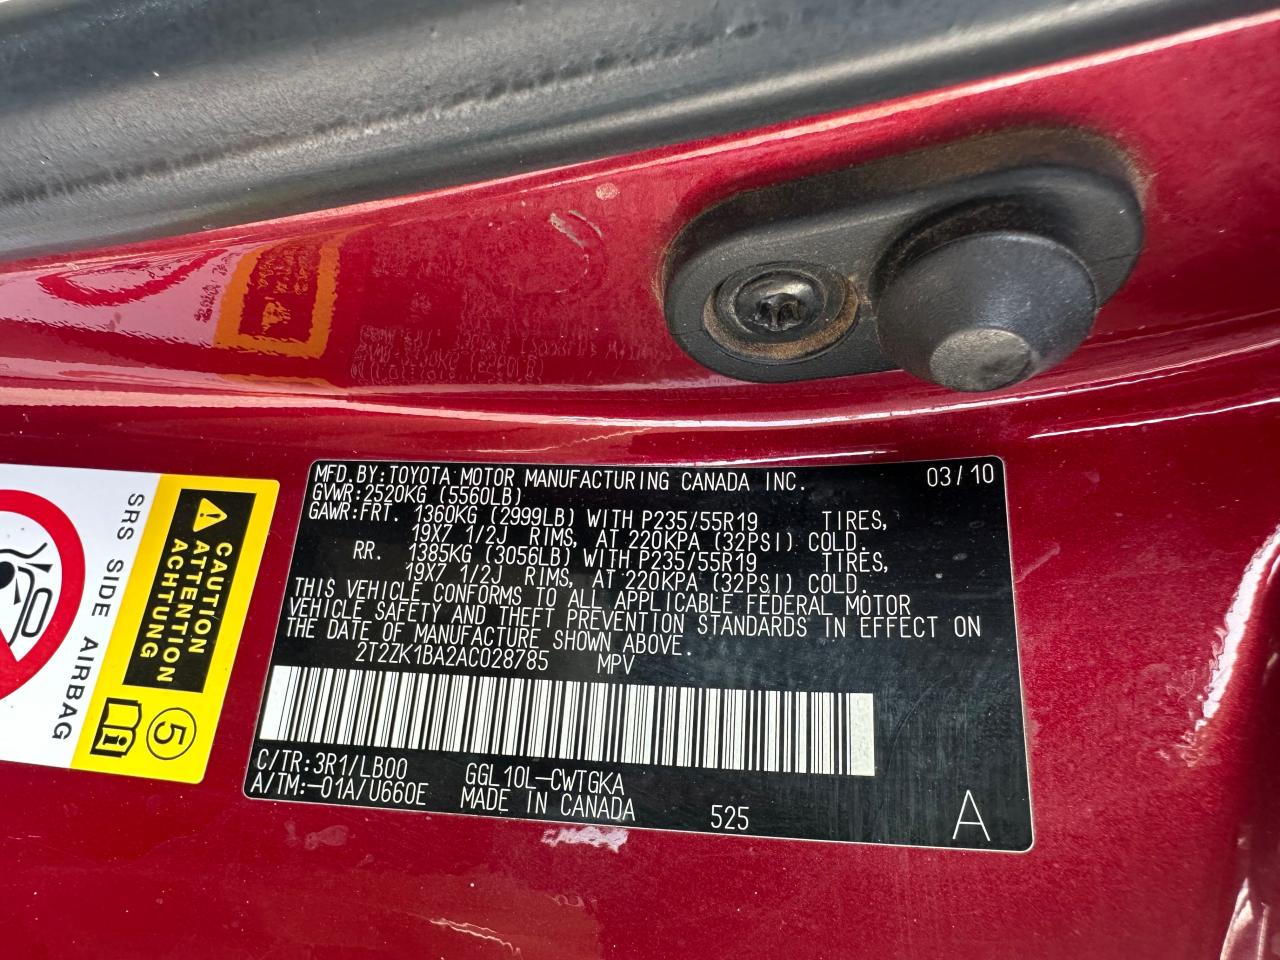 MFD. BY: TOYOTA MOTOR MANUFACTURING CANADA INC. 03/10
GVWR: 2520KG (5560LB)
GAWR: FRT. 1360KG (2999LB) WITH P235/55R19 TIRES,
19X7 1/2J RIMS, AT 220KPA (32PSI) COLD.
RR. 1385KG (3056LB) WITH P235/55R19 TIRES,
19X7 1/2J RIMS, AT 220KPA (32PSI) COLD.
THIS VEHICLE CONFORMS TO ALL APPLICABLE FEDERAL MOTOR
VEHICLE SAFETY AND THEFT PREVENTION STANDARDS IN EFFECT ON
THE DATE OF MANUFACTURE SHOWN ABOVE.
2T2ZK1BA2AC028785 MPV
C/TR: 3R1/LB00 GGL10L-CWTGKA
A/TM: -01A/U660E MADE IN CANADA 525 A
CAUTION
ATTENTION
ACHTUNG
SRS SIDE AIRBAG
5